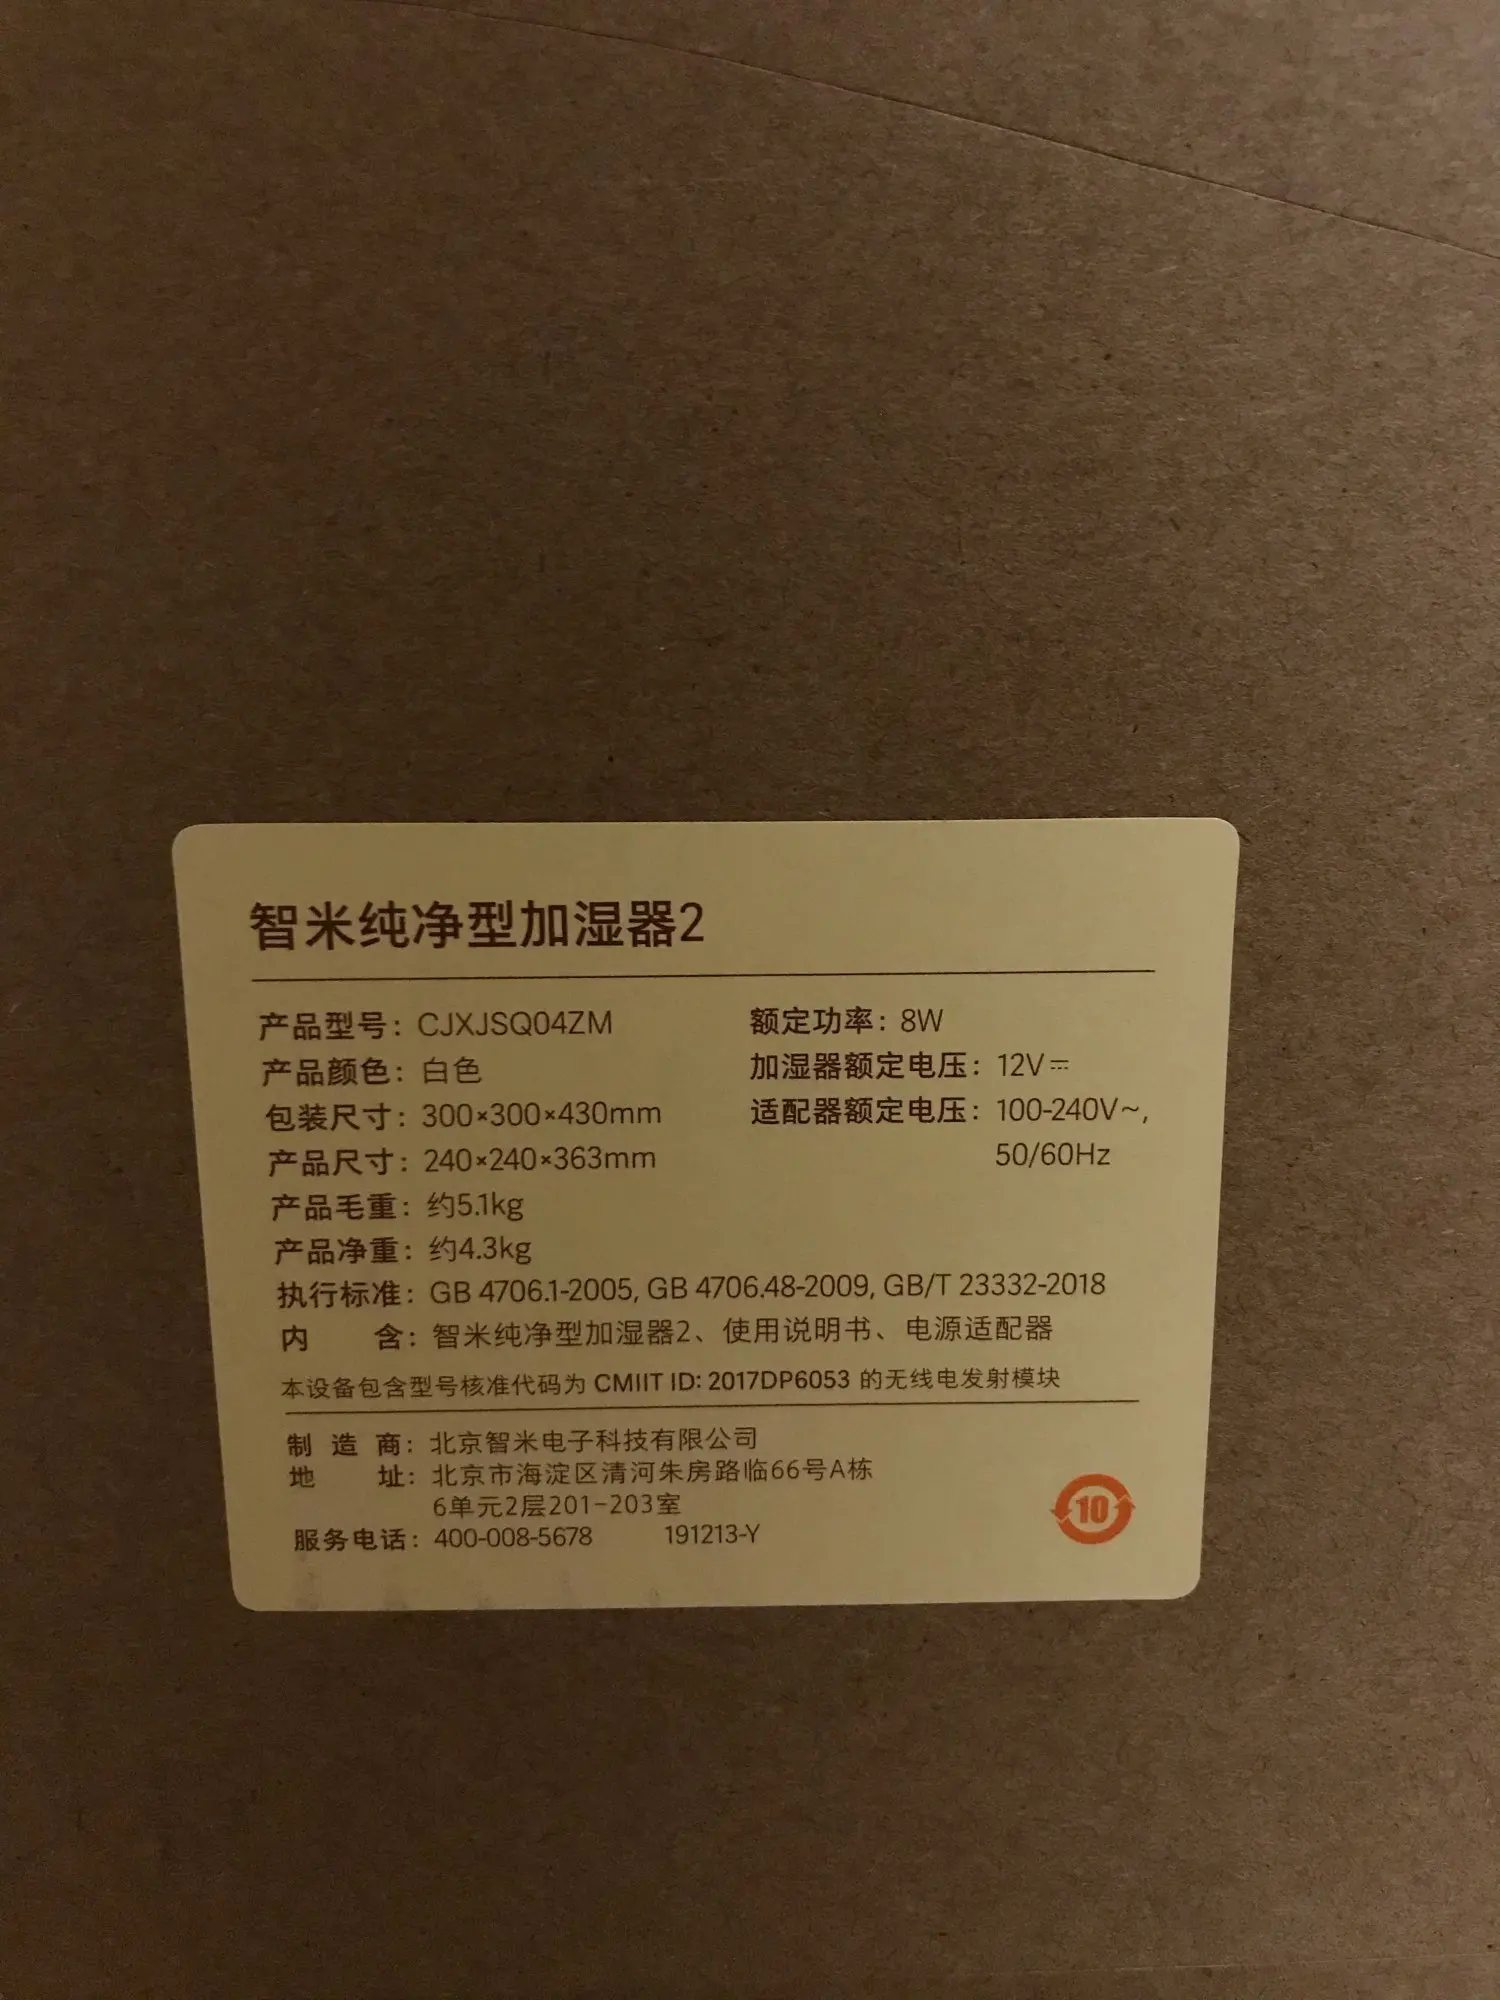 智米纯净型加湿器2
产品型号：CJXJSQ04ZM 额定功率：8W
产品颜色：白色 加湿器额定电压：12V⎓
包装尺寸：300×300×430mm 适配器额定电压：100-240V~,
产品尺寸：240×240×363mm 50/60Hz
产品毛重：约5.1kg
产品净重：约4.3kg
执行标准：GB 4706.1-2005, GB 4706.48-2009, GB/T 23332-2018
内 含：智米纯净型加湿器2、使用说明书、电源适配器
本设备包含型号核准代码为 CMIIT ID: 2017DP6053 的无线电发射模块
制 造 商：北京智米电子科技有限公司
地 址：北京市海淀区清河朱房路临66号A栋
6单元2层201-203室
服务电话：400-008-5678 191213-Y
10